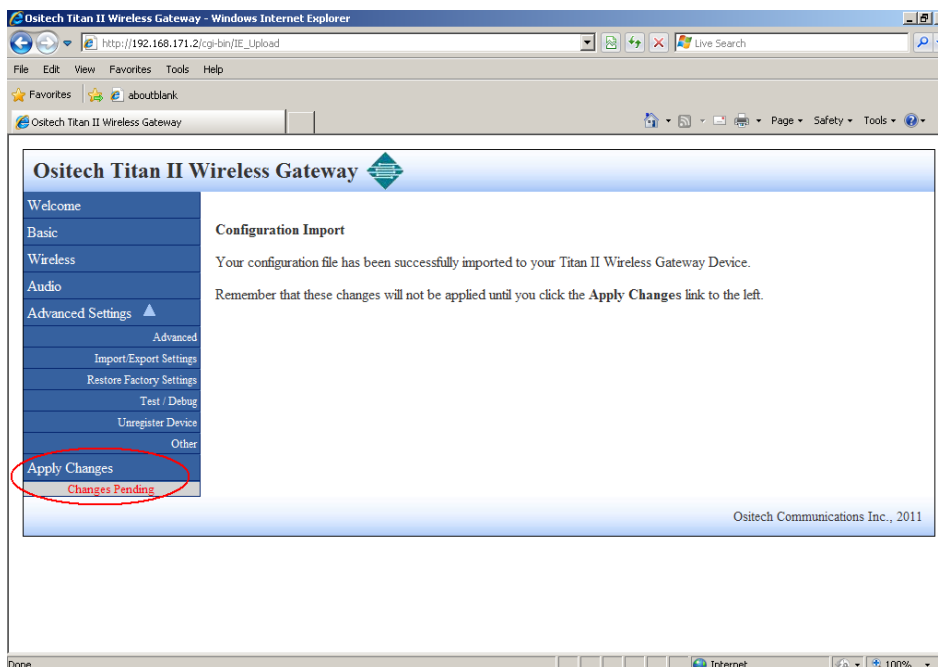 Ositech Titan II Wireless Gateway - Windows Internet Explorer
http://192.168.171.2/cgi-bin/IE_Upload
Live Search
File Edit View Favorites Tools Help
Favorites aboutblank
Ositech Titan II Wireless Gateway
Page Safety Tools
Ositech Titan II Wireless Gateway
Welcome
Basic
Wireless
Audio
Advanced Settings
Advanced
Import/Export Settings
Restore Factory Settings
Test / Debug
Unregister Device
Other
Apply Changes
Changes Pending
Configuration Import
Your configuration file has been successfully imported to your Titan II Wireless Gateway Device.
Remember that these changes will not be applied until you click the Apply Changes link to the left.
Ositech Communications Inc., 2011
Done
Internet
100%